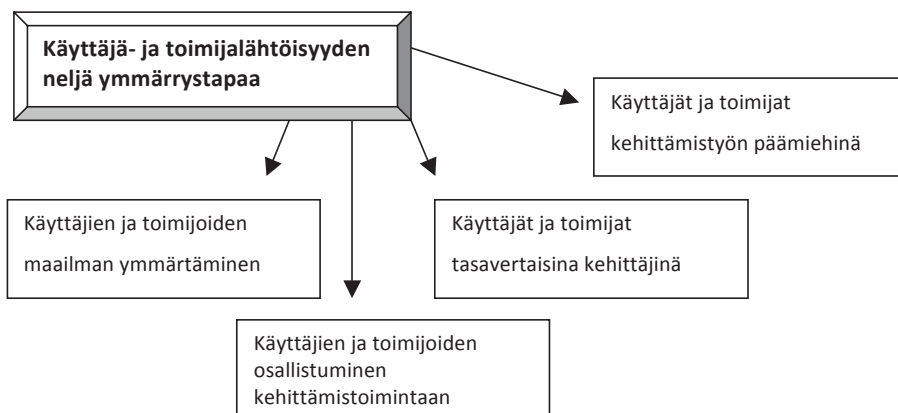 Käyttäjä- ja toimijalähtöisyyden
neljä ymmärrystapaa
Käyttäjät ja toimijat
kehittämistyön päämiehinä
Käyttäjien ja toimijoiden
maailman ymmärtäminen
Käyttäjät ja toimijat
tasavertaisina kehittäjinä
Käyttäjien ja toimijoiden
osallistuminen
kehittämistoimintaan